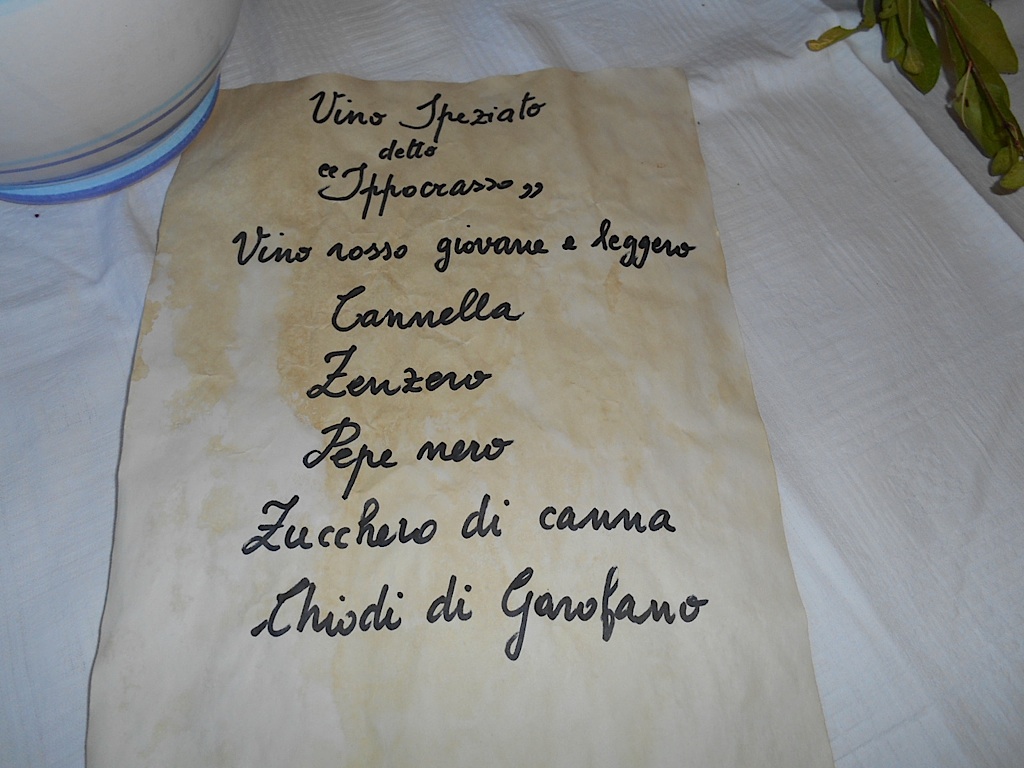 Vino Speziato
detto
“Ippocrasso”
Vino rosso giovane e leggero
Cannella
Zenzero
Pepe nero
Zucchero di canna
Chiodi di Garofano